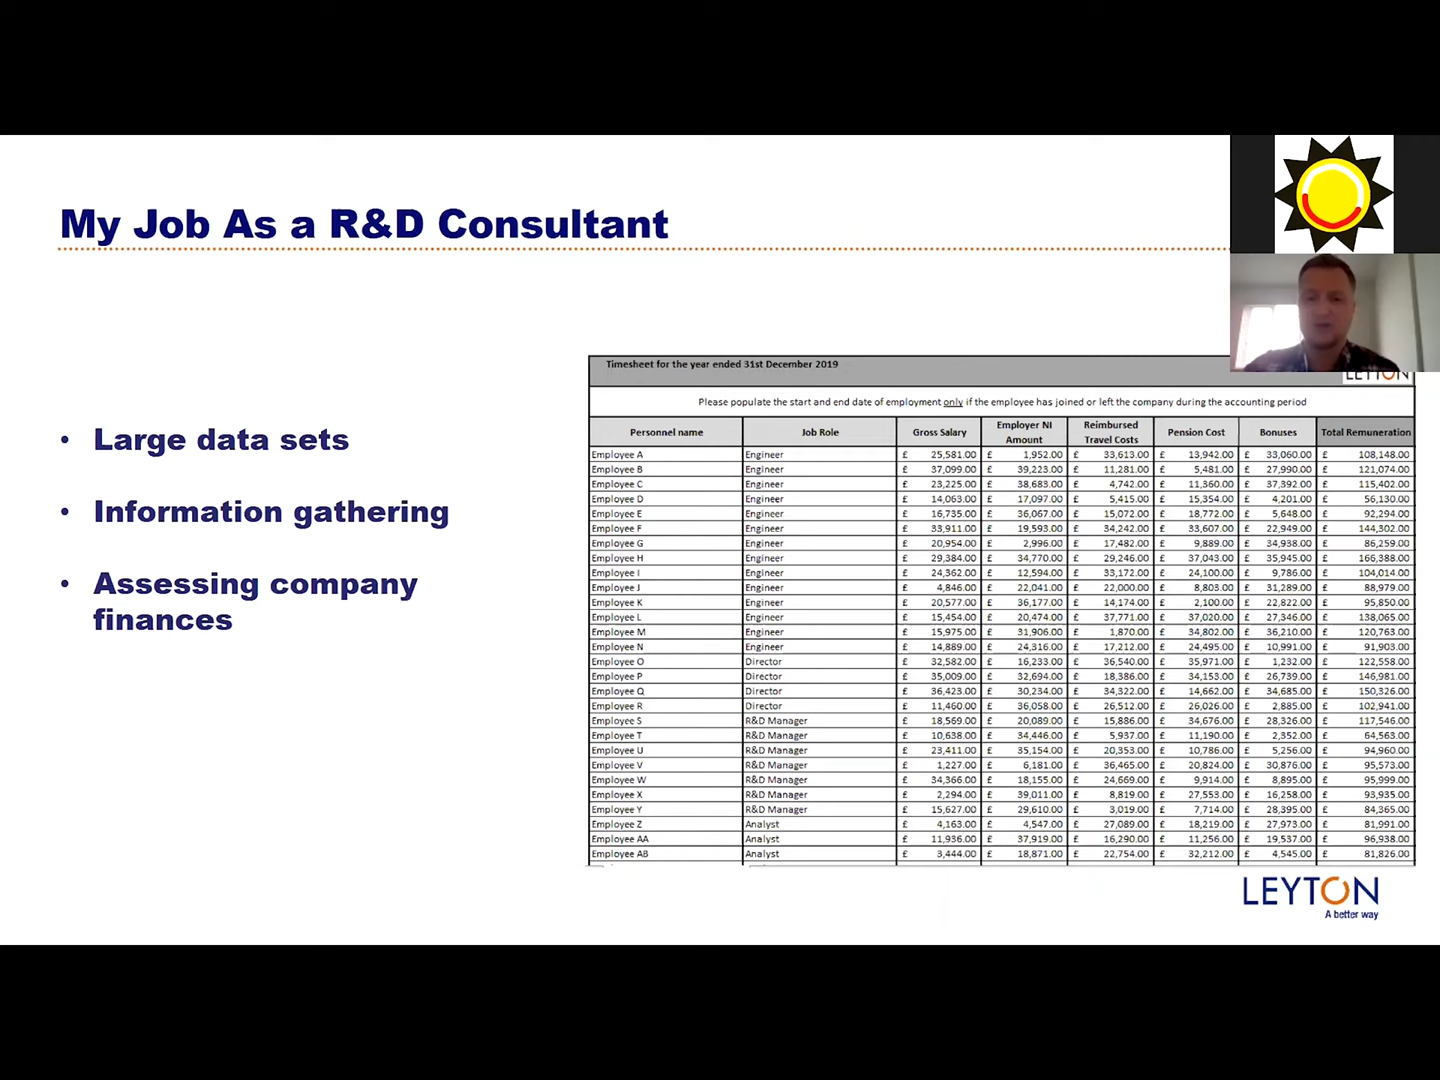 My Job As a R&D Consultant
• Large data sets
• Information gathering
• Assessing company
finances
Timesheet for the year ended 31st December 2019
LEYTON
Please populate the start and end date of employment only if the employee has joined or left the company during the accounting period
Personnel name Job Role Gross Salary Employer NI Amount Reimbursed Travel Costs Pension Cost Bonuses Total Remuneration
Employee A Engineer £ 25,581.00 £ 1,952.00 £ 33,613.00 £ 13,942.00 £ 33,060.00 £ 108,148.00
Employee B Engineer £ 37,099.00 £ 39,223.00 £ 11,281.00 £ 5,481.00 £ 27,990.00 £ 121,074.00
Employee C Engineer £ 23,225.00 £ 38,683.00 £ 4,742.00 £ 11,360.00 £ 37,392.00 £ 115,402.00
Employee D Engineer £ 14,063.00 £ 17,097.00 £ 5,415.00 £ 15,354.00 £ 4,201.00 £ 56,130.00
Employee E Engineer £ 16,735.00 £ 36,067.00 £ 15,072.00 £ 18,772.00 £ 5,648.00 £ 92,294.00
Employee F Engineer £ 33,911.00 £ 19,593.00 £ 34,242.00 £ 33,607.00 £ 22,949.00 £ 144,302.00
Employee G Engineer £ 20,954.00 £ 2,996.00 £ 17,482.00 £ 9,889.00 £ 34,938.00 £ 86,259.00
Employee H Engineer £ 29,384.00 £ 34,770.00 £ 29,246.00 £ 37,043.00 £ 35,945.00 £ 166,388.00
Employee I Engineer £ 24,362.00 £ 12,594.00 £ 33,172.00 £ 24,100.00 £ 9,786.00 £ 104,014.00
Employee J Engineer £ 4,846.00 £ 22,041.00 £ 22,000.00 £ 8,803.00 £ 31,289.00 £ 88,979.00
Employee K Engineer £ 20,577.00 £ 36,177.00 £ 14,174.00 £ 2,100.00 £ 22,822.00 £ 95,850.00
Employee L Engineer £ 15,454.00 £ 20,474.00 £ 37,771.00 £ 37,020.00 £ 27,346.00 £ 138,065.00
Employee M Engineer £ 15,975.00 £ 31,906.00 £ 1,870.00 £ 34,802.00 £ 36,210.00 £ 120,763.00
Employee N Engineer £ 14,889.00 £ 24,316.00 £ 17,212.00 £ 24,495.00 £ 10,991.00 £ 91,903.00
Employee O Director £ 32,582.00 £ 16,233.00 £ 36,540.00 £ 35,971.00 £ 1,232.00 £ 122,558.00
Employee P Director £ 35,009.00 £ 32,694.00 £ 18,386.00 £ 34,153.00 £ 26,739.00 £ 146,981.00
Employee Q Director £ 36,423.00 £ 30,234.00 £ 34,322.00 £ 14,662.00 £ 34,685.00 £ 150,326.00
Employee R Director £ 11,460.00 £ 36,058.00 £ 26,512.00 £ 26,026.00 £ 2,885.00 £ 102,941.00
Employee S R&D Manager £ 18,569.00 £ 20,089.00 £ 15,886.00 £ 34,676.00 £ 28,326.00 £ 117,546.00
Employee T R&D Manager £ 10,638.00 £ 34,446.00 £ 5,937.00 £ 11,190.00 £ 2,352.00 £ 64,563.00
Employee U R&D Manager £ 23,411.00 £ 35,154.00 £ 20,353.00 £ 10,786.00 £ 5,256.00 £ 94,960.00
Employee V R&D Manager £ 1,227.00 £ 6,181.00 £ 36,465.00 £ 20,824.00 £ 30,876.00 £ 95,573.00
Employee W R&D Manager £ 34,366.00 £ 18,155.00 £ 24,669.00 £ 9,914.00 £ 8,895.00 £ 95,999.00
Employee X R&D Manager £ 2,294.00 £ 39,011.00 £ 8,819.00 £ 27,553.00 £ 16,258.00 £ 93,935.00
Employee Y R&D Manager £ 15,627.00 £ 29,610.00 £ 3,019.00 £ 7,714.00 £ 28,395.00 £ 84,365.00
Employee Z Analyst £ 4,163.00 £ 4,547.00 £ 27,089.00 £ 18,219.00 £ 27,973.00 £ 81,991.00
Employee AA Analyst £ 11,936.00 £ 37,919.00 £ 16,290.00 £ 11,256.00 £ 19,537.00 £ 96,938.00
Employee AB Analyst £ 3,444.00 £ 18,871.00 £ 22,754.00 £ 32,212.00 £ 4,545.00 £ 81,826.00
LEYTON
A better way